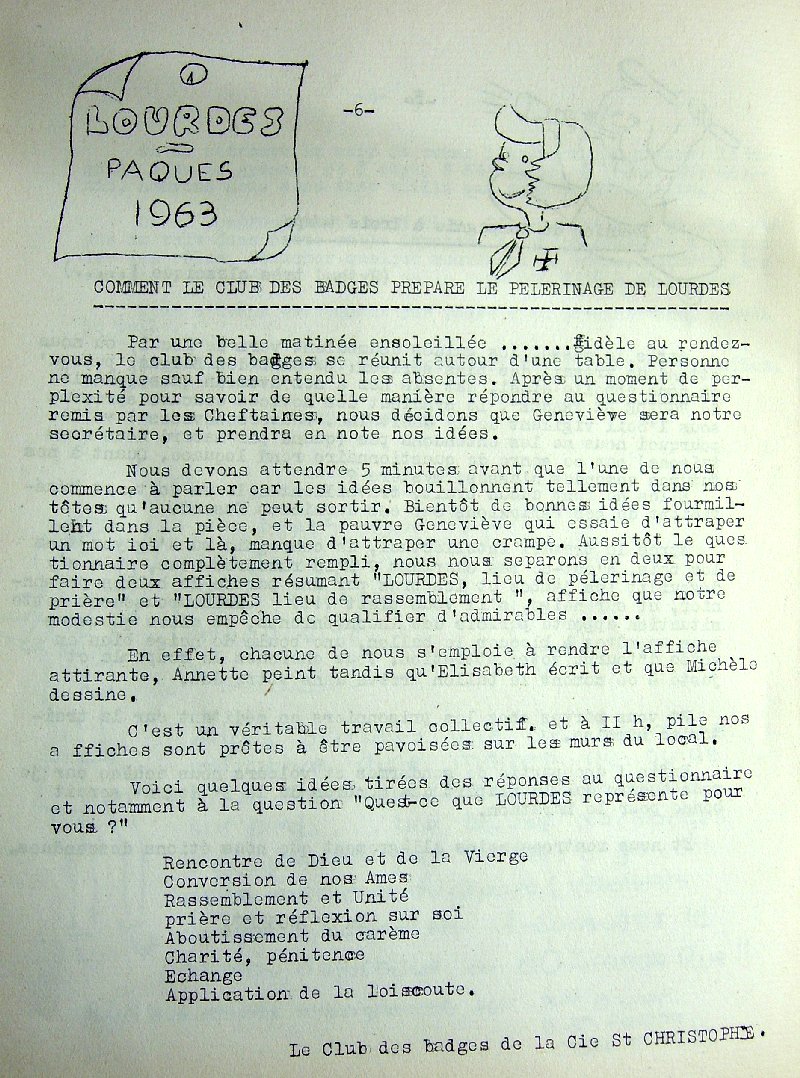 1
LOURDES
PAQUES
1963
-6-
COMMENT LE CLUB DES BADGES PREPARE LE PELERINAGE DE LOURDES
Par une belle matinée ensoleillée .......fidèle au rendez-
vous, le club des badges se réunit autour d'une table. Personne
ne manque sauf bien entendu les absentes. Après un moment de per-
plexité pour savoir de quelle manière répondre au questionnaire
remis par les Cheftaines, nous décidons que Geneviève sera notre
secrétaire, et prendra en note nos idées.
Nous devons attendre 5 minutes avant que l'une de nous
commence à parler car les idées bouillonnent tellement dans nos
têtes qu'aucune ne peut sortir. Bientôt de bonnes idées fourmil-
lent dans la pièce, et la pauvre Geneviève qui essaie d'attraper
un mot ici et là, manque d'attraper une crampe. Aussitôt le ques
tionnaire complètement rempli, nous nous separons en deux pour
faire deux affiches résumant "LOURDES, lieu de pélerinage et de
prière" et "LOURDES lieu de rassemblement ", affiche que notre
modestie nous empêche de qualifier d'admirables ......
En effet, chacune de nous s'emploie à rendre l'affiche
attirante, Annette peint tandis qu'Elisabeth écrit et que Michèle
dessine.
C'est un véritable travail collectif. et à II h, pile nos
a ffiches sont prêtes à être pavoisées sur les murs du local.
Voici quelques idées tirées des réponses au questionnaire
et notamment à la question "Quest-ce que LOURDES représente pour
vous ?"
Rencontre de Dieu et de la Vierge
Conversion de nos Ames
Rassemblement et Unité
prière et réflexion sur soi
Aboutissement du carème
Charité, pénitence
Echange
Application de la loiscoute.
Le Club des badges de la Cie St CHRISTOPHE.